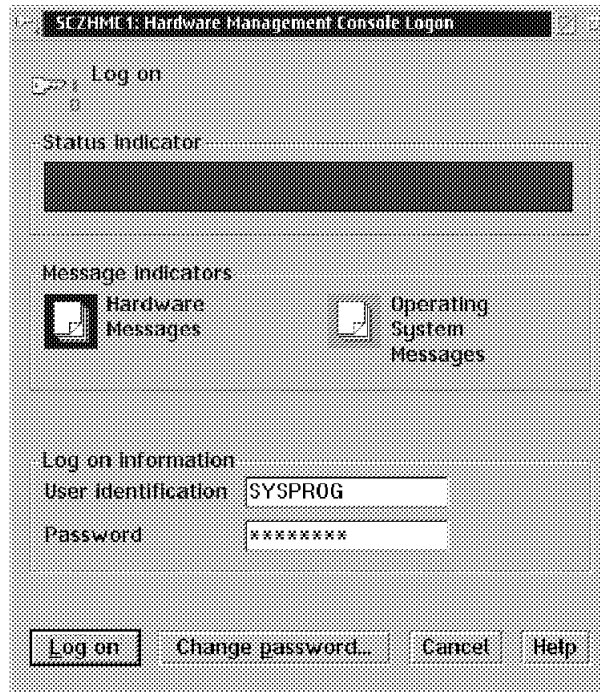 SCZHMC1: Hardware Management Console Logon
Log on
Status indicator
Message indicators
Hardware
Messages
Operating
System
Messages
Log on information
User identification SYSPROG
Password ********
Log on Change password... Cancel Help